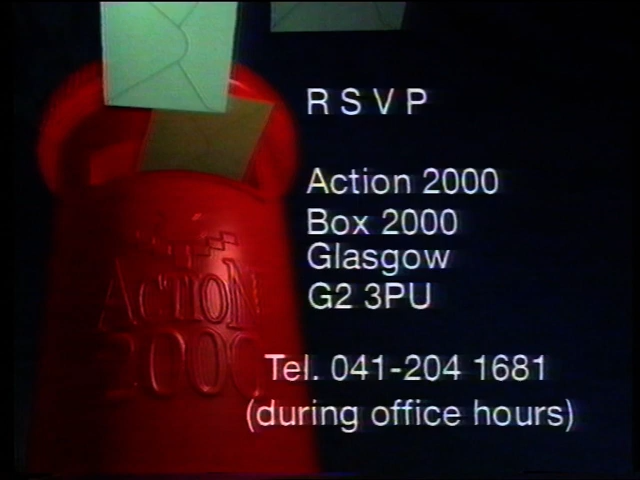 R S V P
Action 2000
Box 2000
Glasgow
G2 3PU
Tel. 041-204 1681
(during office hours)
ACTION
2000